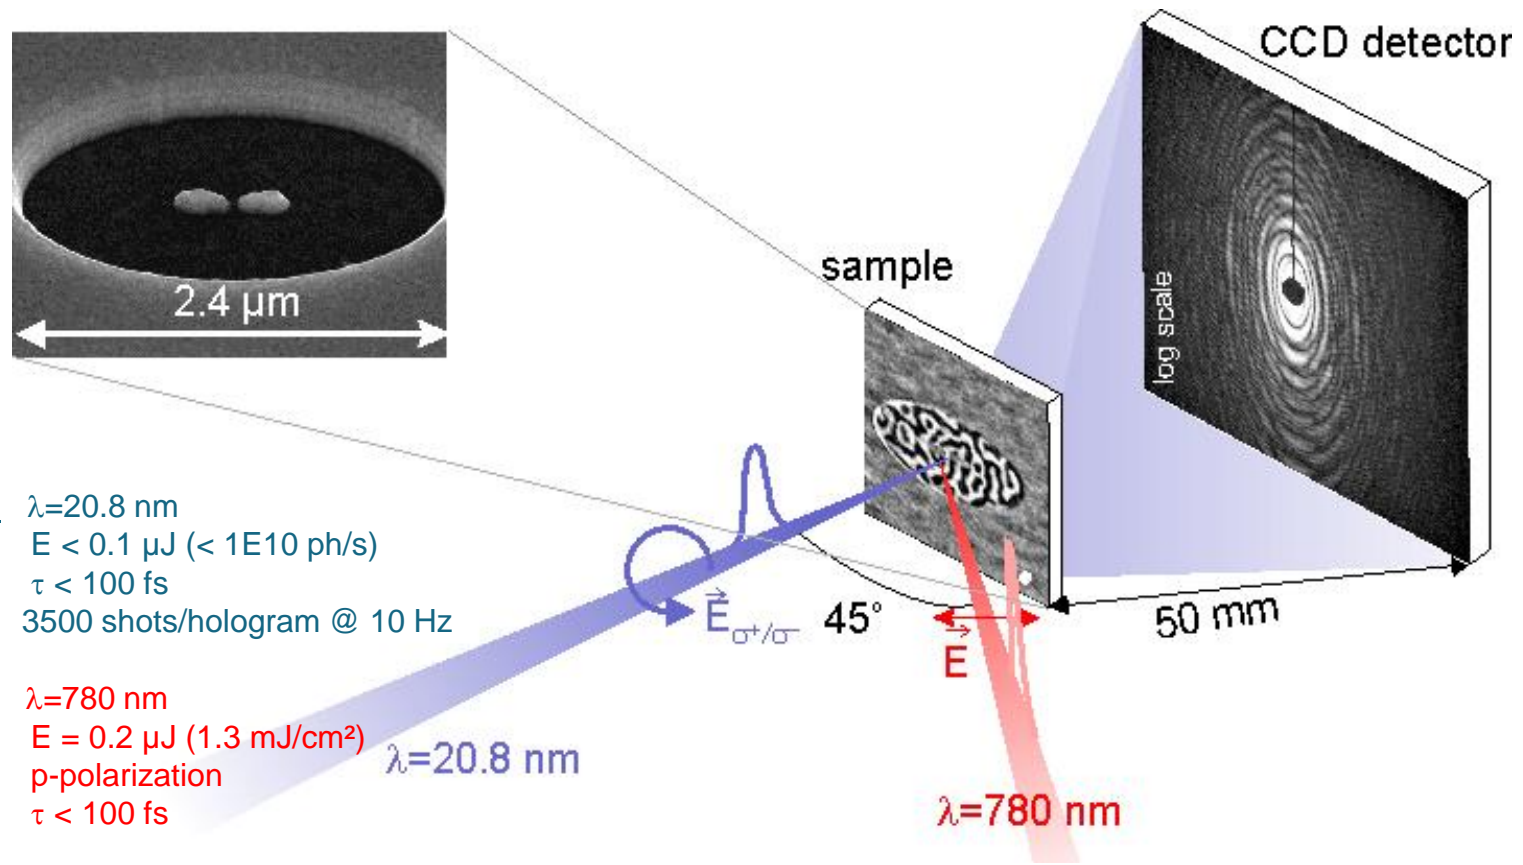 CCD detector
sample
2.4 µm
log scale
λ=20.8 nm
E < 0.1 µJ (< 1E10 ph/s)
τ < 100 fs
3500 shots/hologram @ 10 Hz
E σ⁺/σ⁻
45°
E
50 mm
λ=780 nm
E = 0.2 µJ (1.3 mJ/cm²)
p-polarization
τ < 100 fs
λ=20.8 nm
λ=780 nm